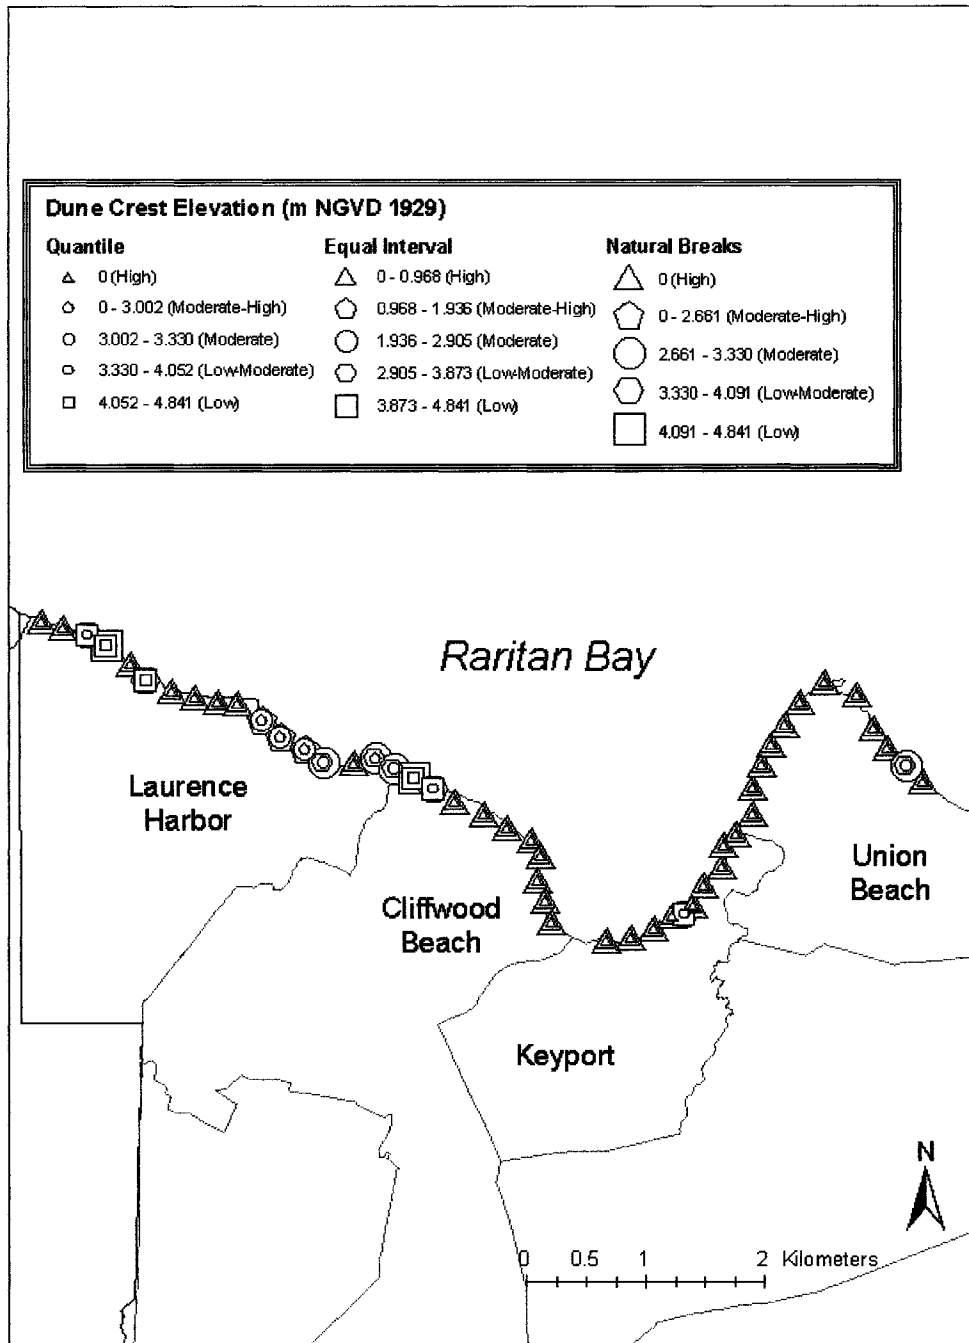 Dune Crest Elevation (m NGVD 1929)
Quantile
0 (High)
0 - 3.002 (Moderate-High)
3.002 - 3.330 (Moderate)
3.330 - 4.052 (Low-Moderate)
4.052 - 4.841 (Low)
Equal Interval
0 - 0.968 (High)
0.968 - 1.936 (Moderate-High)
1.936 - 2.905 (Moderate)
2.905 - 3.873 (Low-Moderate)
3.873 - 4.841 (Low)
Natural Breaks
0 (High)
0 - 2.661 (Moderate-High)
2.661 - 3.330 (Moderate)
3.330 - 4.091 (Low-Moderate)
4.091 - 4.841 (Low)
Raritan Bay
Laurence
Harbor
Union
Beach
Cliffwood
Beach
Keyport
N
0 0.5 1 2 Kilometers